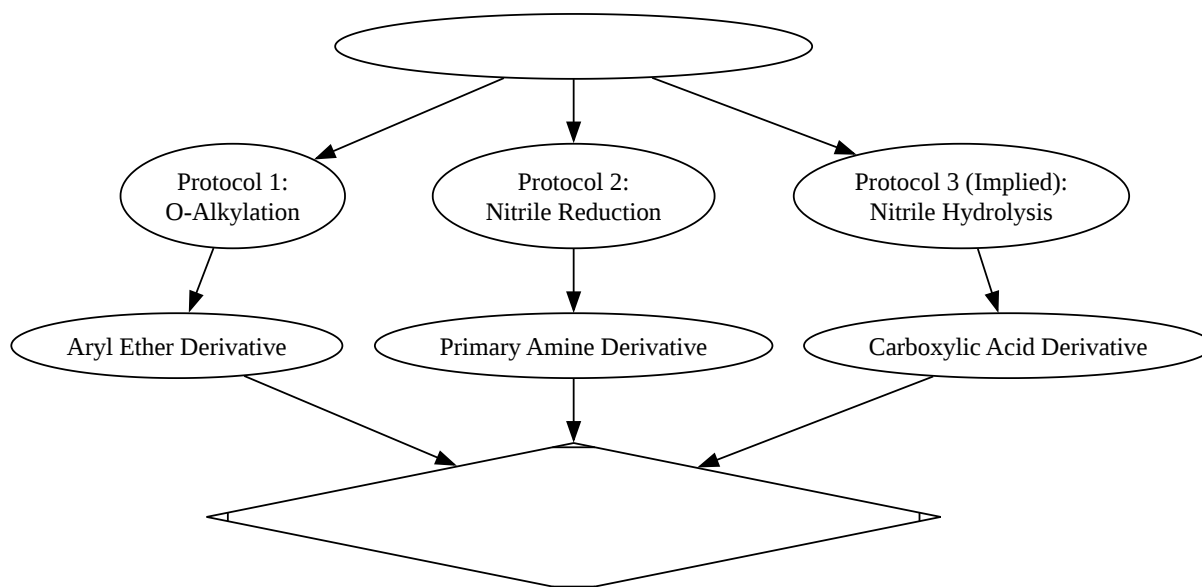 Protocol 1:
O-Alkylation
Protocol 2:
Nitrile Reduction
Protocol 3 (Implied):
Nitrile Hydrolysis
Aryl Ether Derivative
Primary Amine Derivative
Carboxylic Acid Derivative